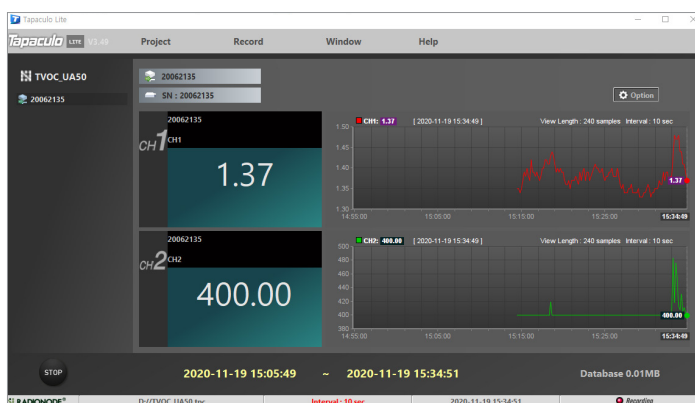 Tapaculo Lite
Tapaculo LITE V3.49 Project Record Window Help
TVOC_UA50
20062135
20062135
SN : 20062135
Option
20062135
CH1
CH1
1.37
CH1: 1.37 [ 2020-11-19 15:34:49 ] View Length : 240 samples Interval : 10 sec
1.50
1.45
1.40
1.35
1.30
1.37
14:55:00 15:05:00 15:15:00 15:25:00 15:34:49
20062135
CH2
CH2
400.00
CH2: 400.00 [ 2020-11-19 15:34:49 ] View Length : 240 samples Interval : 10 sec
500
480
460
440
420
400
380
400.00
14:55:00 15:05:00 15:15:00 15:25:00 15:34:49
STOP
2020-11-19 15:05:49 ~ 2020-11-19 15:34:51
Database 0.01MB
RADIONODE® D://TVOC_UA50.tpc Interval : 10 sec 2020-11-19 15:34:51 Recording